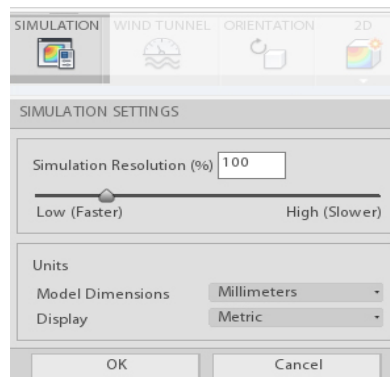 SIMULATION WIND TUNNEL ORIENTATION 2D
SIMULATION SETTINGS
Simulation Resolution (%) 100
Low (Faster) High (Slower)
Units
Model Dimensions Millimeters
Display Metric
OK Cancel